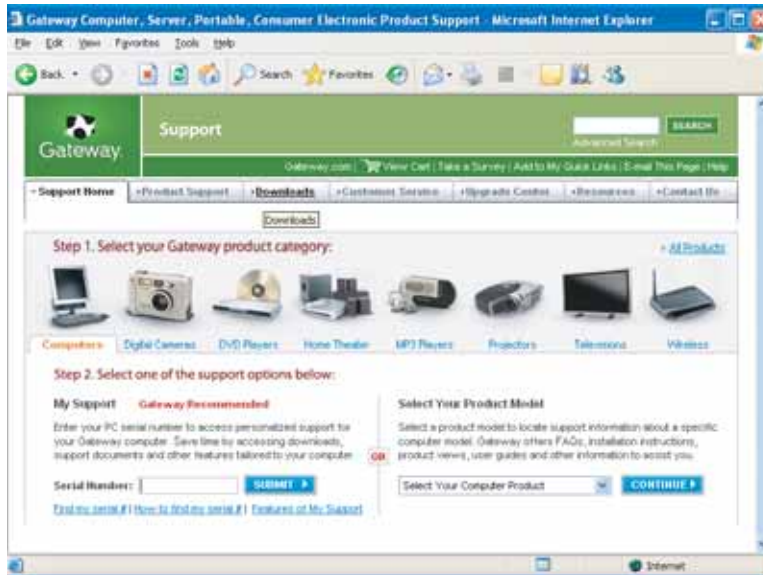 Gateway Computer, Server, Portable, Consumer Electronic Product Support - Microsoft Internet Explorer
File Edit View Favorites Tools Help
Back Search Favorites
Gateway
Support
SEARCH
Advanced Search
Gateway.com | View Cart | Take a Survey | Add to My Quick Links | E-mail This Page | Help
Support Home Product Support Downloads Customer Service Upgrade Center Resources Contact Us
Downloads
Step 1. Select your Gateway product category:
All Products
Computers Digital Cameras DVD Players Home Theater MP3 Players Projectors Televisions Wireless
Step 2. Select one of the support options below:
My Support Gateway Recommended
Enter your PC serial number to access personalized support for
your Gateway computer. Save time by accessing downloads,
support documents and other features tailored to your computer.
Serial Number: SUBMIT
Find my serial # | How to find my serial # | Features of My Support
OR
Select Your Product Model
Select a product model to locate support information about a specific
computer model. Gateway offers FAQs, installation instructions,
product views, user guides and other information to assist you.
Select Your Computer Product CONTINUE
Internet